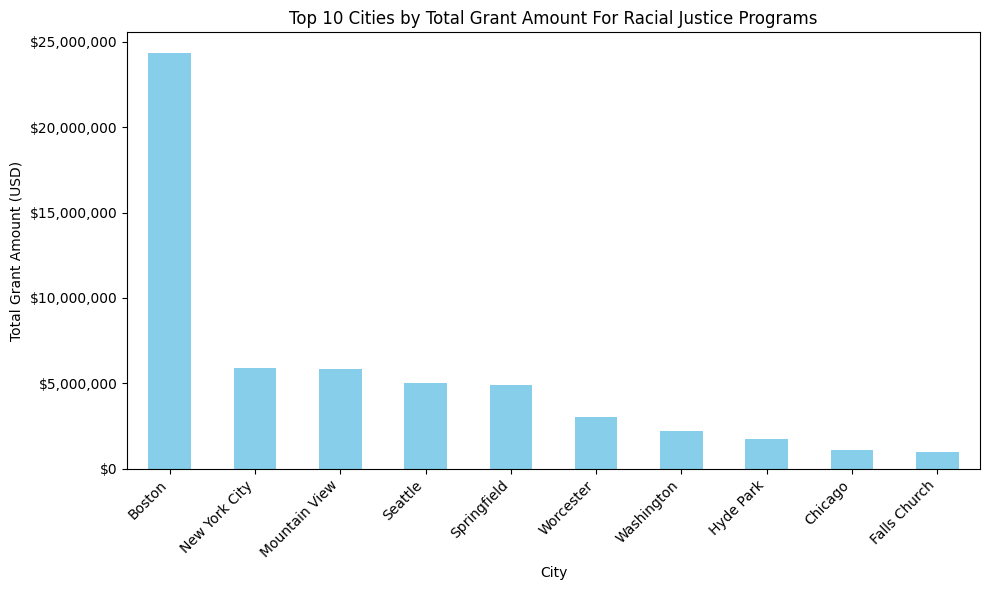 Top 10 Cities by Total Grant Amount For Racial Justice Programs
Total Grant Amount (USD)
$25,000,000
$20,000,000
$15,000,000
$10,000,000
$5,000,000
$0
Boston
New York City
Mountain View
Seattle
Springfield
Worcester
Washington
Hyde Park
Chicago
Falls Church
City